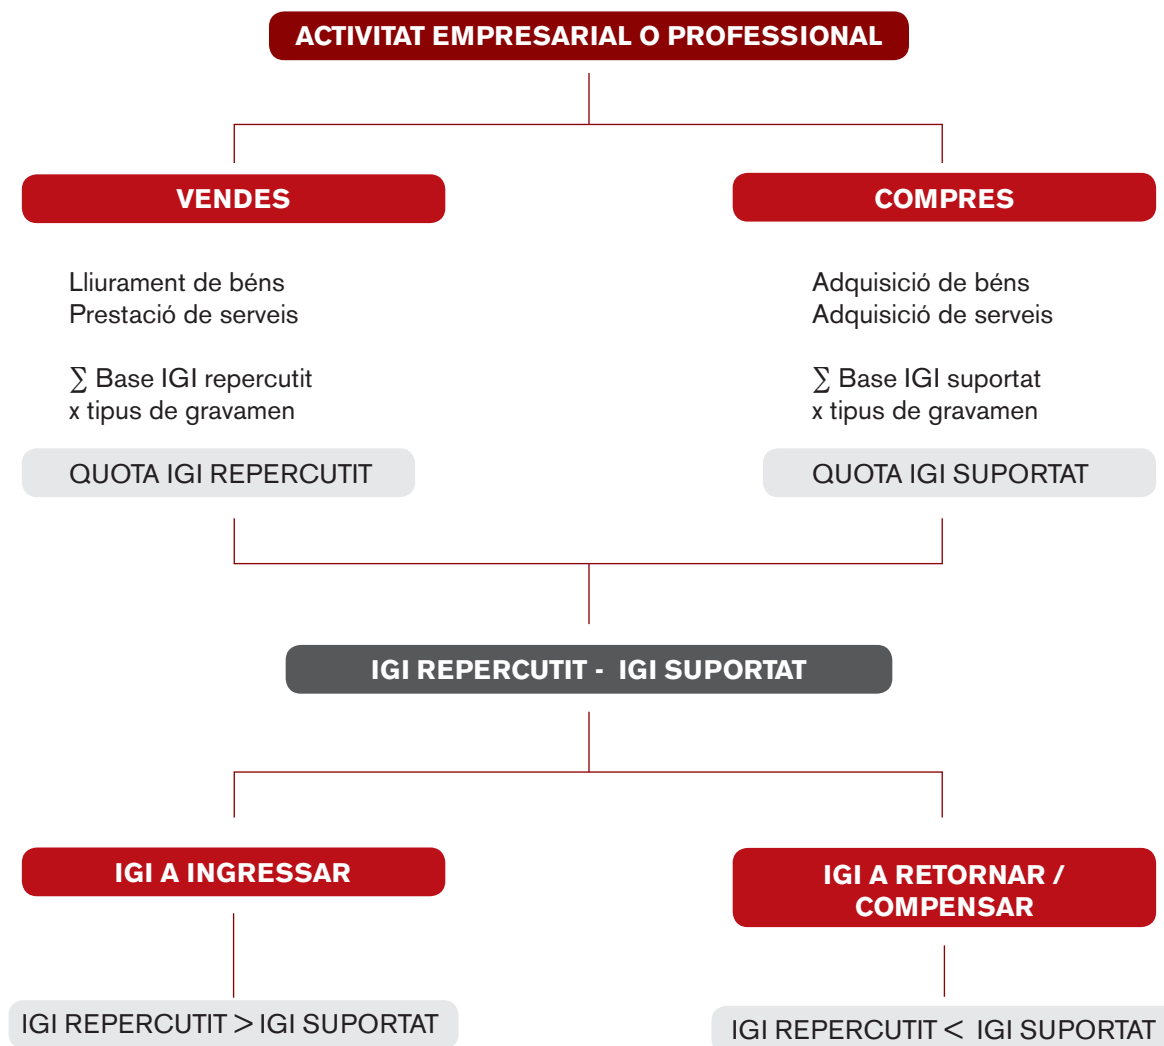 ACTIVITAT EMPRESARIAL O PROFESSIONAL
VENDES
Lliurament de béns
Prestació de serveis
∑ Base IGI repercutit
x tipus de gravamen
QUOTA IGI REPERCUTIT
COMPRES
Adquisició de béns
Adquisició de serveis
∑ Base IGI suportat
x tipus de gravamen
QUOTA IGI SUPORTAT
IGI REPERCUTIT - IGI SUPORTAT
IGI A INGRESSAR
IGI REPERCUTIT > IGI SUPORTAT
IGI A RETORNAR /
COMPENSAR
IGI REPERCUTIT < IGI SUPORTAT